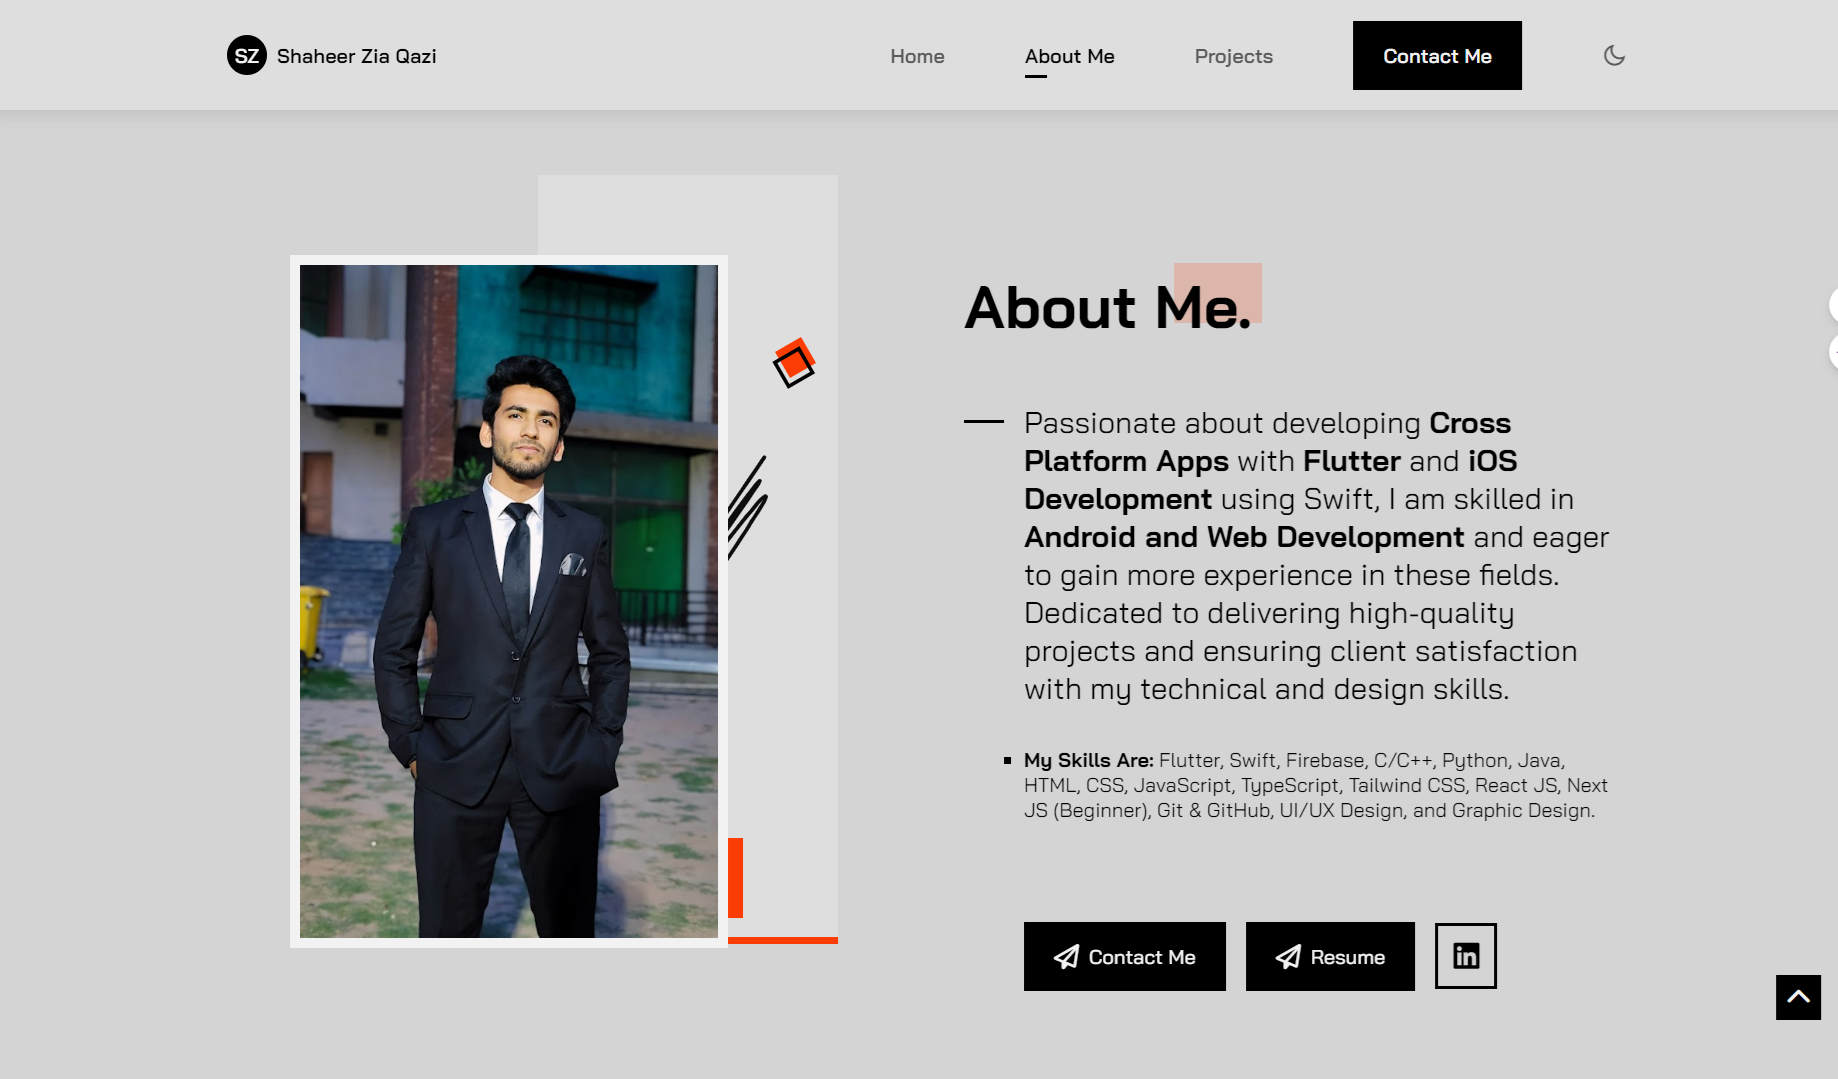 SZ Shaheer Zia Qazi
Home
About Me
Projects
Contact Me
About Me.
Passionate about developing Cross
Platform Apps with Flutter and iOS
Development using Swift, I am skilled in
Android and Web Development and eager
to gain more experience in these fields.
Dedicated to delivering high-quality
projects and ensuring client satisfaction
with my technical and design skills.
My Skills Are: Flutter, Swift, Firebase, C/C++, Python, Java,
HTML, CSS, JavaScript, TypeScript, Tailwind CSS, React JS, Next
JS (Beginner), Git & GitHub, UI/UX Design, and Graphic Design.
Contact Me
Resume
in